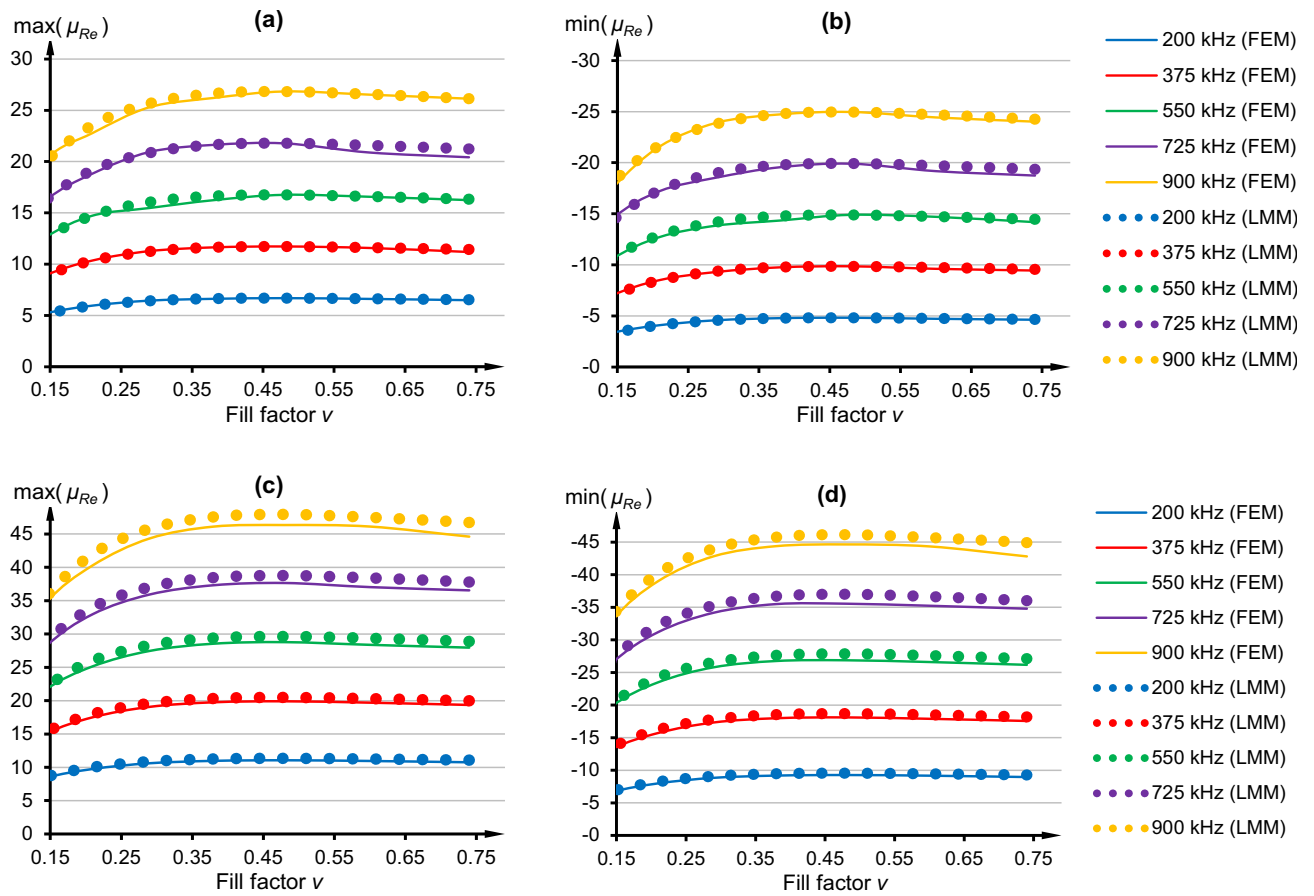 (a)
max( μRe )
30
25
20
15
10
5
0
0.15 0.25 0.35 0.45 0.55 0.65 0.75
Fill factor v
(b)
min( μRe )
-30
-25
-20
-15
-10
-5
-0
0.15 0.25 0.35 0.45 0.55 0.65 0.75
Fill factor v
200 kHz (FEM)
375 kHz (FEM)
550 kHz (FEM)
725 kHz (FEM)
900 kHz (FEM)
200 kHz (LMM)
375 kHz (LMM)
550 kHz (LMM)
725 kHz (LMM)
900 kHz (LMM)
(c)
max( μRe )
45
40
35
30
25
20
15
10
5
0
0.15 0.25 0.35 0.45 0.55 0.65 0.75
Fill factor v
(d)
min( μRe )
-45
-40
-35
-30
-25
-20
-15
-10
-5
-0
0.15 0.25 0.35 0.45 0.55 0.65 0.75
Fill factor v
200 kHz (FEM)
375 kHz (FEM)
550 kHz (FEM)
725 kHz (FEM)
900 kHz (FEM)
200 kHz (LMM)
375 kHz (LMM)
550 kHz (LMM)
725 kHz (LMM)
900 kHz (LMM)